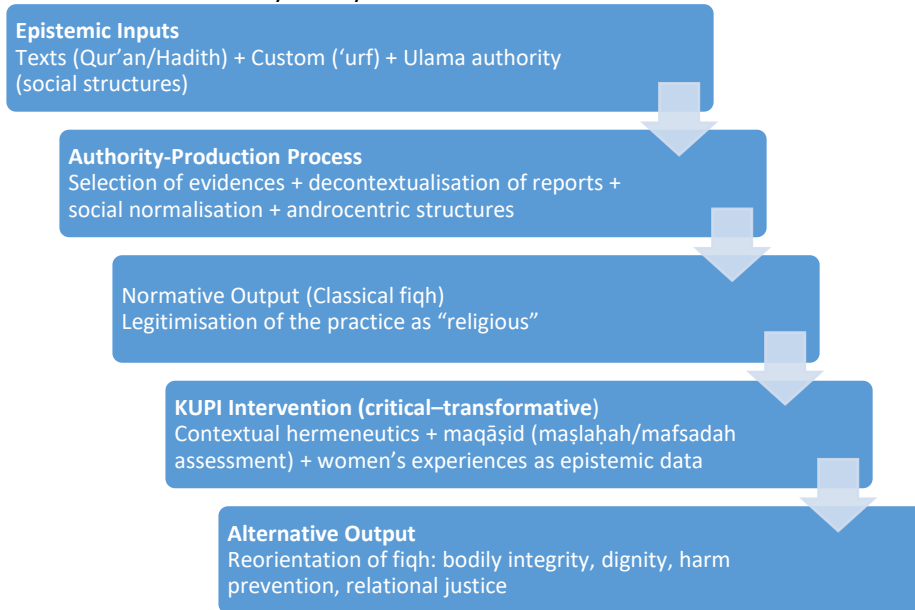 Epistemic Inputs
Texts (Qur’an/Hadith) + Custom (‘urf) + Ulama authority
(social structures)
Authority-Production Process
Selection of evidences + decontextualisation of reports +
social normalisation + androcentric structures
Normative Output (Classical fiqh)
Legitimisation of the practice as “religious”
KUPI Intervention (critical–transformative)
Contextual hermeneutics + maqāṣid (maṣlaḥah/mafsadah
assessment) + women’s experiences as epistemic data
Alternative Output
Reorientation of fiqh: bodily integrity, dignity, harm
prevention, relational justice